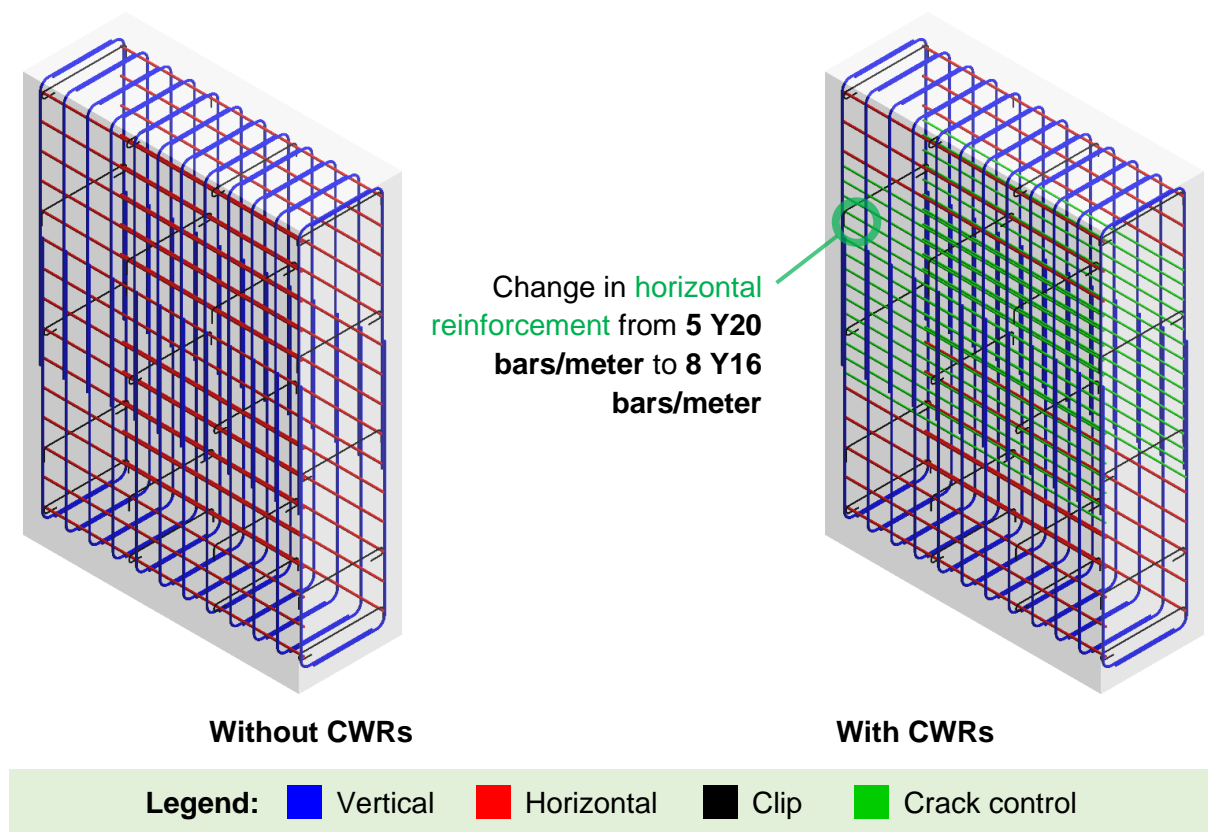 Change in horizontal
reinforcement from 5 Y20
bars/meter to 8 Y16
bars/meter
Without CWRs
With CWRs
Legend: Vertical Horizontal Clip Crack control